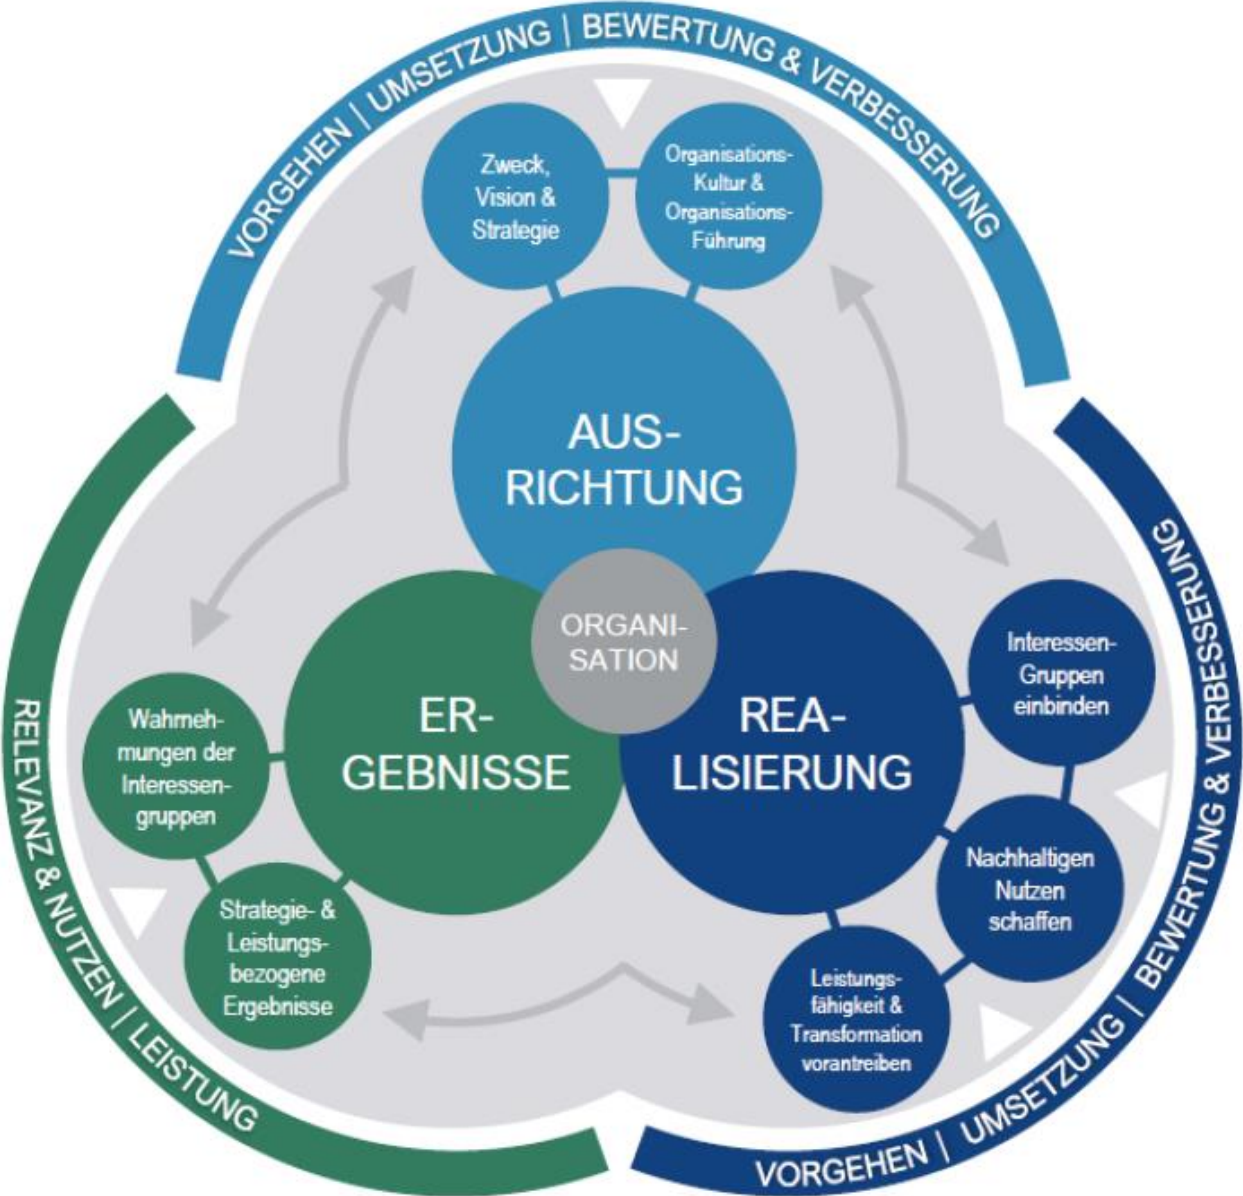 VORGEHEN | UMSETZUNG | BEWERTUNG & VERBESSERUNG
Zweck,
Vision &
Strategie
Organisations-
Kultur &
Organisations-
Führung
AUS-
RICHTUNG
ORGANI-
SATION
ER-
GEBNISSE
REA-
LISIERUNG
Interessen-
Gruppen
einbinden
Nachhaltigen
Nutzen
schaffen
Leistungs-
fähigkeit &
Transformation
vorantreiben
Wahrneh-
mungen der
Interessen-
gruppen
Strategie- &
Leistungs-
bezogene
Ergebnisse
RELEVANZ & NUTZEN | LEISTUNG
VORGEHEN | UMSETZUNG | BEWERTUNG & VERBESSERUNG